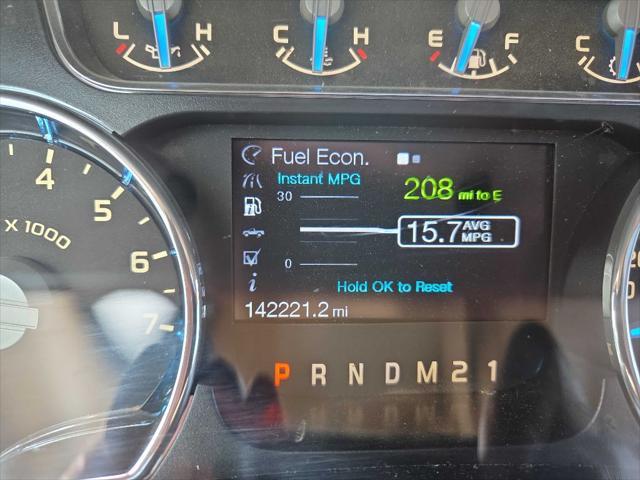 L H C H E F C
Fuel Econ.
Instant MPG
208 mi to E
30
15.7 AVG MPG
0
Hold OK to Reset
142221.2 mi
P R N D M 2 1
4
5
X 1000
6
7